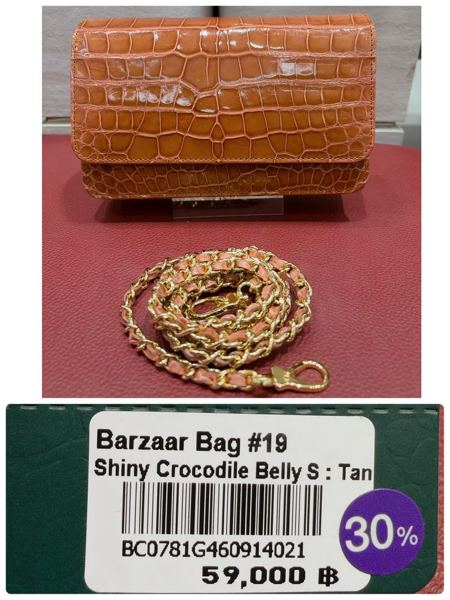 Barzaar Bag #19
Shiny Crocodile Belly S : Tan
BC0781G460914021
59,000 ฿
30%